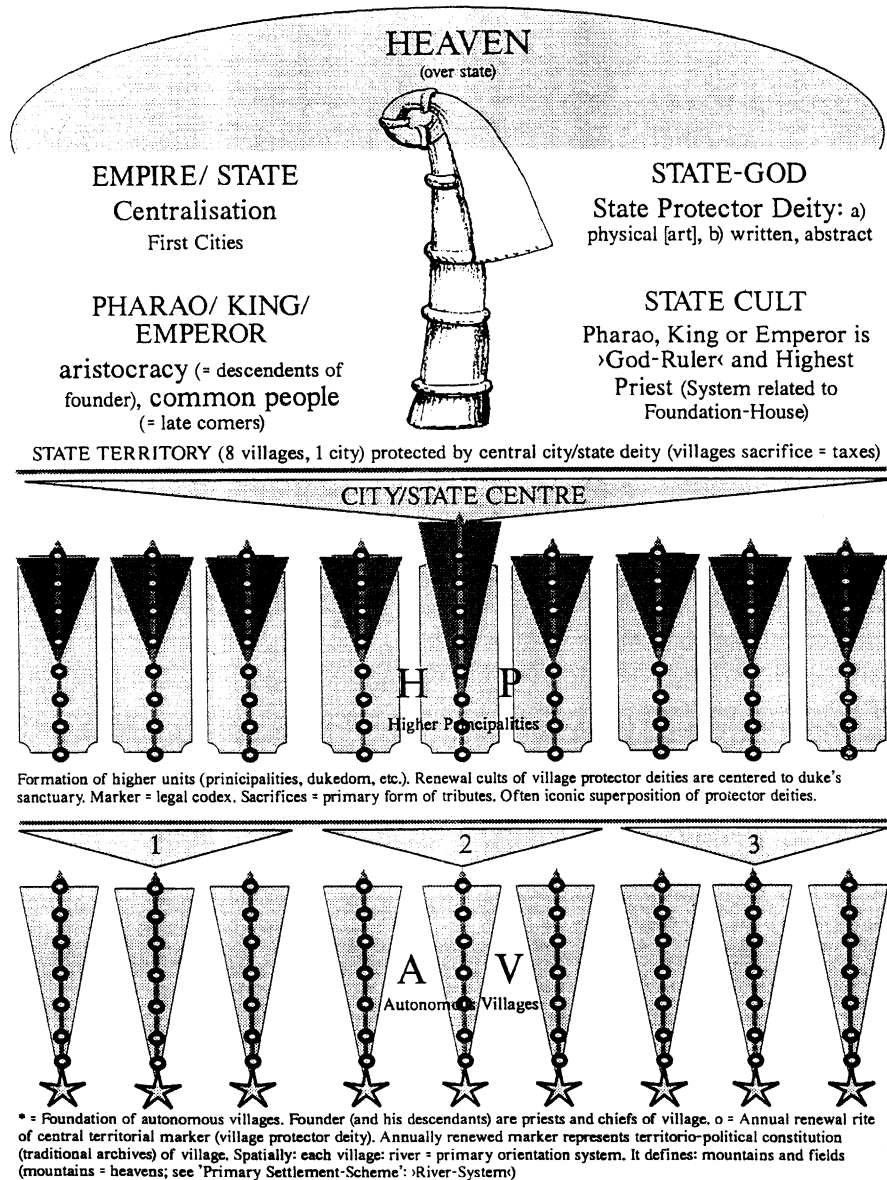 HEAVEN
(over state)
EMPIRE/ STATE
Centralisation
First Cities
STATE-GOD
State Protector Deity: a)
physical [art], b) written, abstract
PHARAO/ KING/
EMPEROR
aristocracy (= descendents of
founder), common people
(= late comers)
STATE CULT
Pharao, King or Emperor is
›God-Ruler‹ and Highest
Priest (System related to
Foundation-House)
STATE TERRITORY (8 villages, 1 city) protected by central city/state deity (villages sacrifice = taxes)
CITY/STATE CENTRE
H P
Higher Principalities
Formation of higher units (prinicipalities, dukedom, etc.). Renewal cults of village protector deities are centered to duke's
sanctuary. Marker = legal codex. Sacrifices = primary form of tributes. Often iconic superposition of protector deities.
1 2 3
A V
Autonomous Villages
* = Foundation of autonomous villages. Founder (and his descendants) are priests and chiefs of village. o = Annual renewal rite
of central territorial marker (village protector deity). Annually renewed marker represents territorio-political constitution
(traditional archives) of village. Spatially: each village: river = primary orientation system. It defines: mountains and fields
(mountains = heavens; see 'Primary Settlement-Scheme': ›River-System‹)